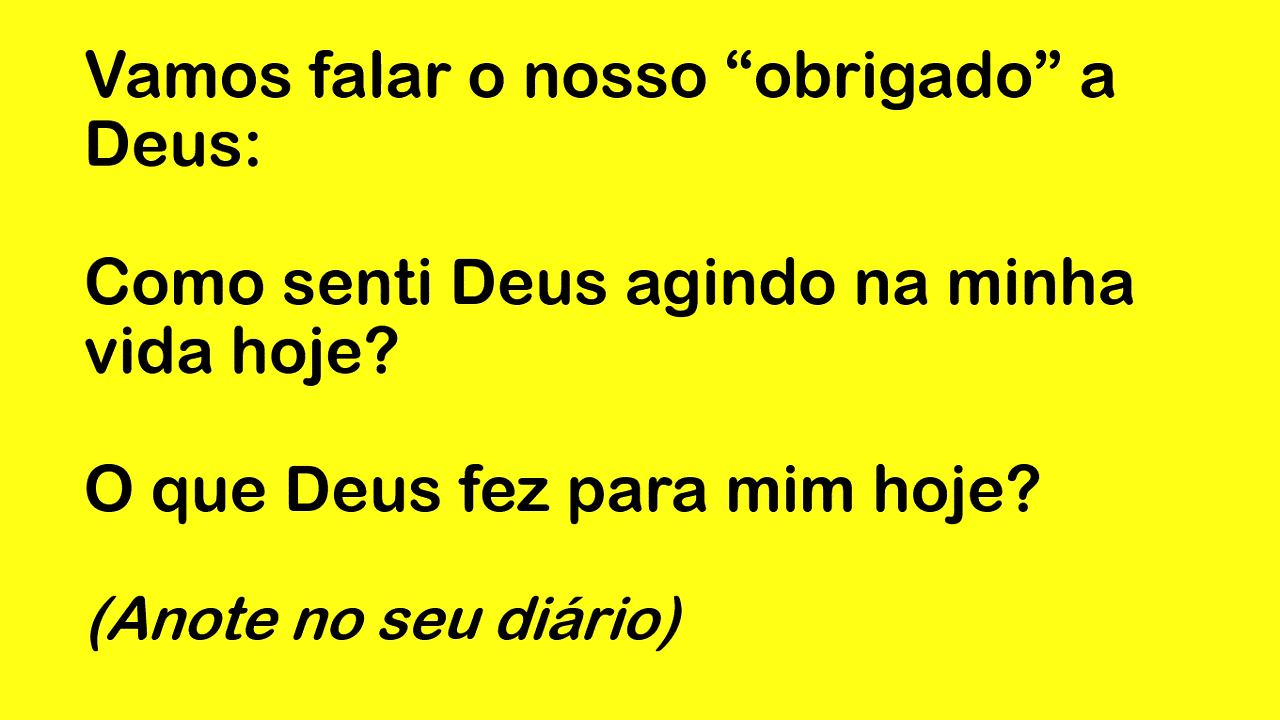 Vamos falar o nosso “obrigado” a
Deus:
Como senti Deus agindo na minha
vida hoje?
O que Deus fez para mim hoje?
(Anote no seu diário)